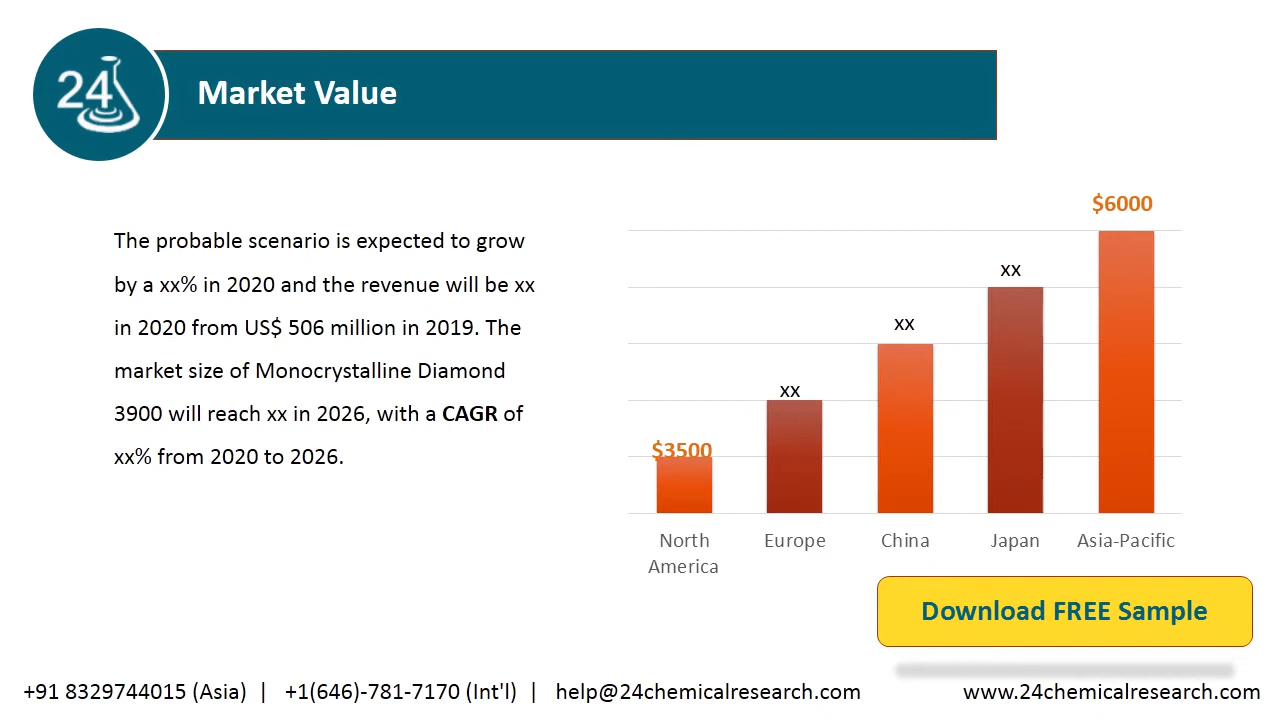 24
Market Value
The probable scenario is expected to grow
by a xx% in 2020 and the revenue will be xx
in 2020 from US$ 506 million in 2019. The
market size of Monocrystalline Diamond
3900 will reach xx in 2026, with a CAGR of
xx% from 2020 to 2026.
$6000
xx
xx
xx
$3500
North
America
Europe
China
Japan
Asia-Pacific
Download FREE Sample
+91 8329744015 (Asia) | +1(646)-781-7170 (Int'l) | help@24chemicalresearch.com
www.24chemicalresearch.com